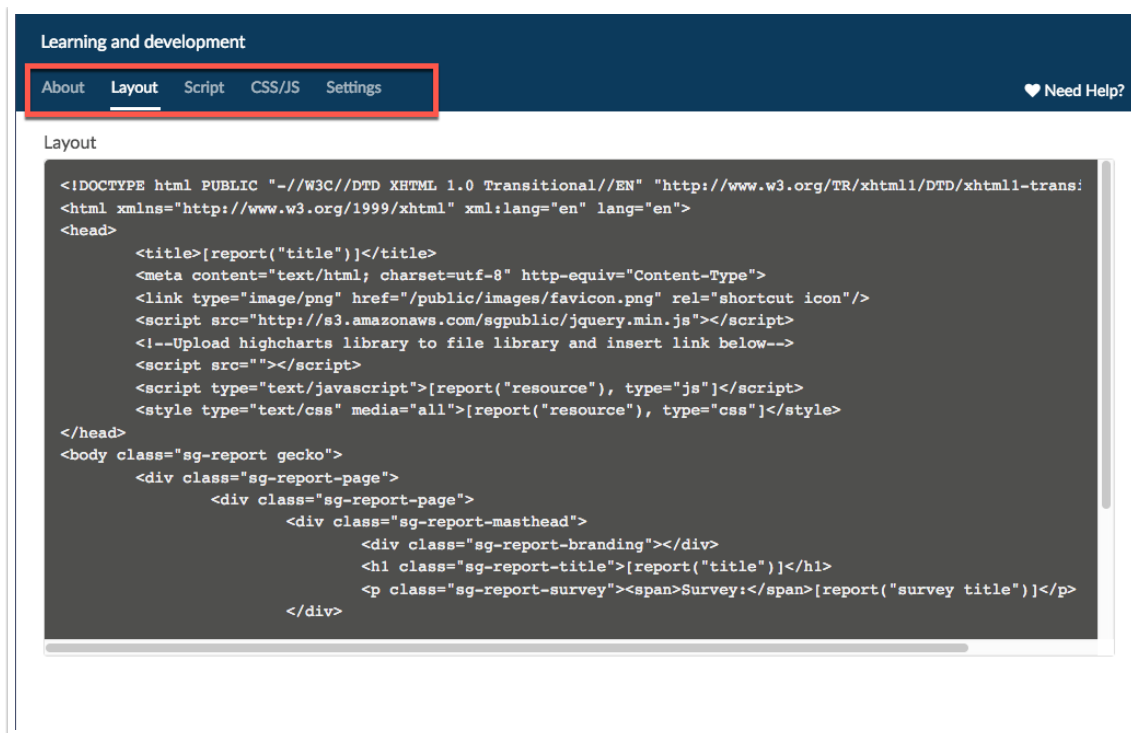 Learning and development
About Layout Script CSS/JS Settings
Need Help?
Layout
<!DOCTYPE html PUBLIC "-//W3C//DTD XHTML 1.0 Transitional//EN" "http://www.w3.org/TR/xhtml1/DTD/xhtml1-transi
<html xmlns="http://www.w3.org/1999/xhtml" xml:lang="en" lang="en">
<head>
<title>[report("title")]</title>
<meta content="text/html; charset=utf-8" http-equiv="Content-Type">
<link type="image/png" href="/public/images/favicon.png" rel="shortcut icon"/>
<script src="http://s3.amazonaws.com/sgpublic/jquery.min.js"></script>
<!--Upload highcharts library to file library and insert link below-->
<script src=""></script>
<script type="text/javascript">[report("resource"), type="js"]</script>
<style type="text/css" media="all">[report("resource"), type="css"]</style>
</head>
<body class="sg-report gecko">
<div class="sg-report-page">
<div class="sg-report-page">
<div class="sg-report-masthead">
<div class="sg-report-branding"></div>
<h1 class="sg-report-title">[report("title")]</h1>
<p class="sg-report-survey"><span>Survey:</span>[report("survey title")]</p>
</div>